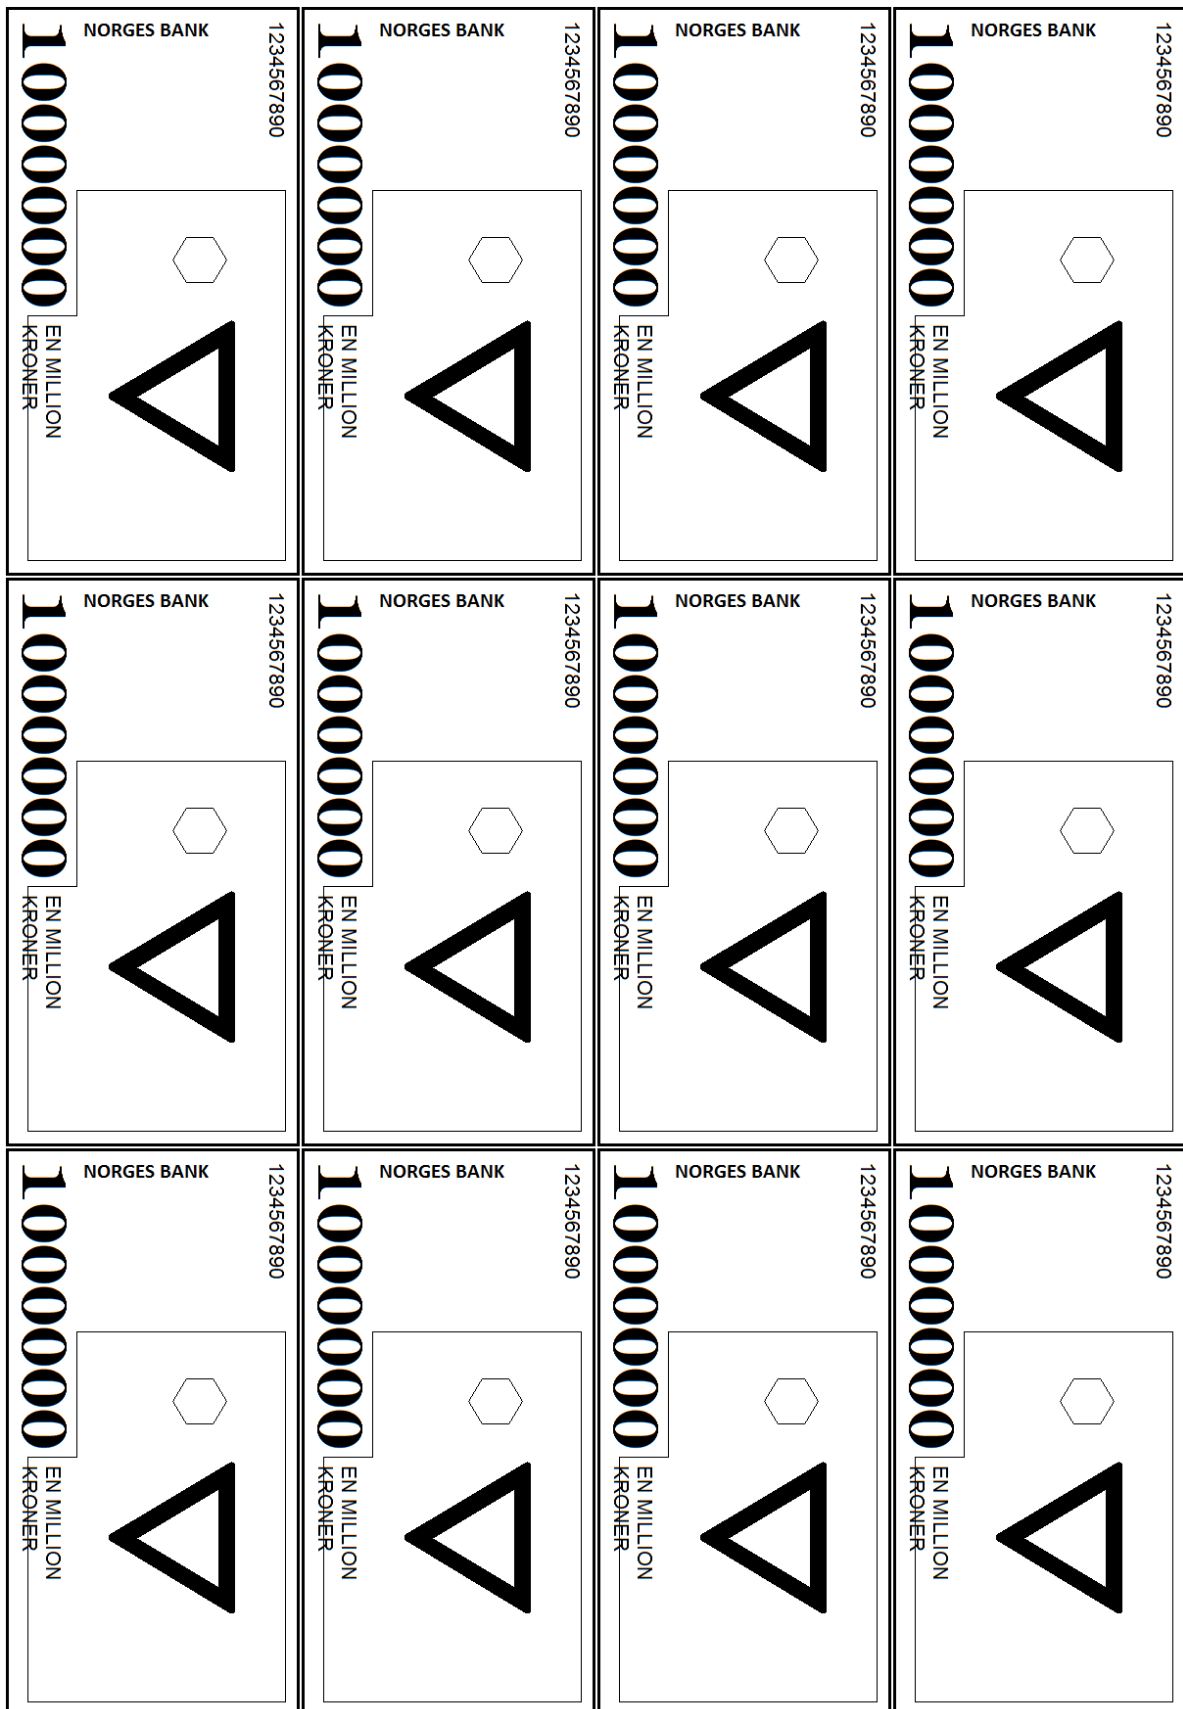 NORGES BANK
1234567890
1000000
EN MILLION
KRONER
NORGES BANK
1234567890
1000000
EN MILLION
KRONER
NORGES BANK
1234567890
1000000
EN MILLION
KRONER
NORGES BANK
1234567890
1000000
EN MILLION
KRONER
NORGES BANK
1234567890
1000000
EN MILLION
KRONER
NORGES BANK
1234567890
1000000
EN MILLION
KRONER
NORGES BANK
1234567890
1000000
EN MILLION
KRONER
NORGES BANK
1234567890
1000000
EN MILLION
KRONER
NORGES BANK
1234567890
1000000
EN MILLION
KRONER
NORGES BANK
1234567890
1000000
EN MILLION
KRONER
NORGES BANK
1234567890
1000000
EN MILLION
KRONER
NORGES BANK
1234567890
1000000
EN MILLION
KRONER